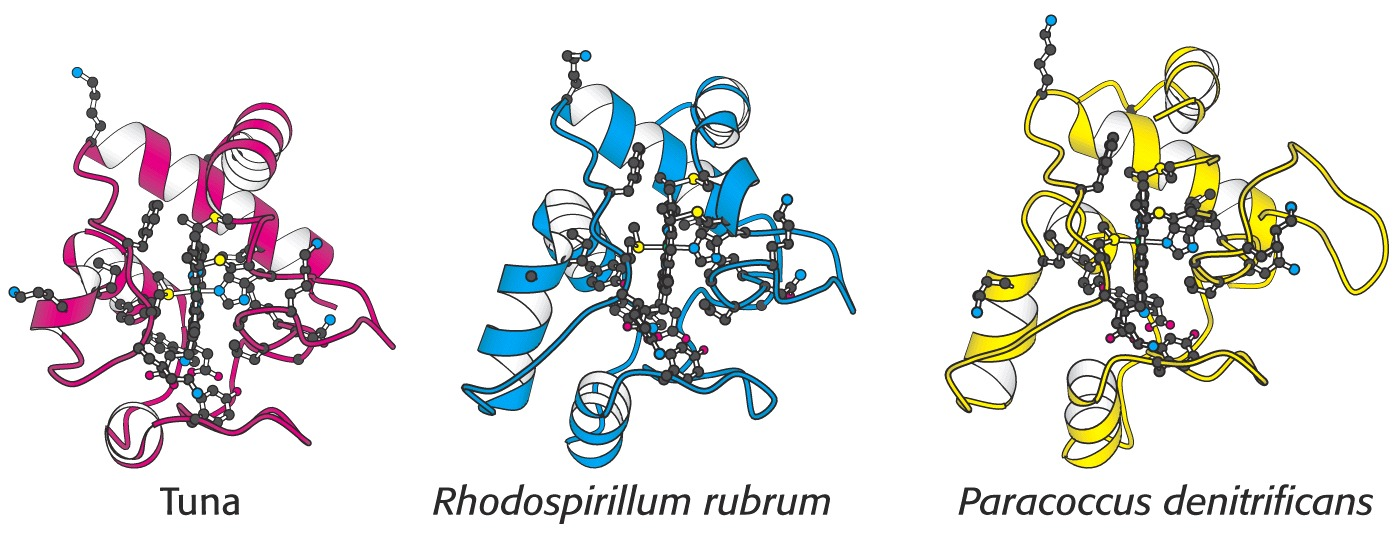 Tuna
Rhodospirillum rubrum
Paracoccus denitrificans